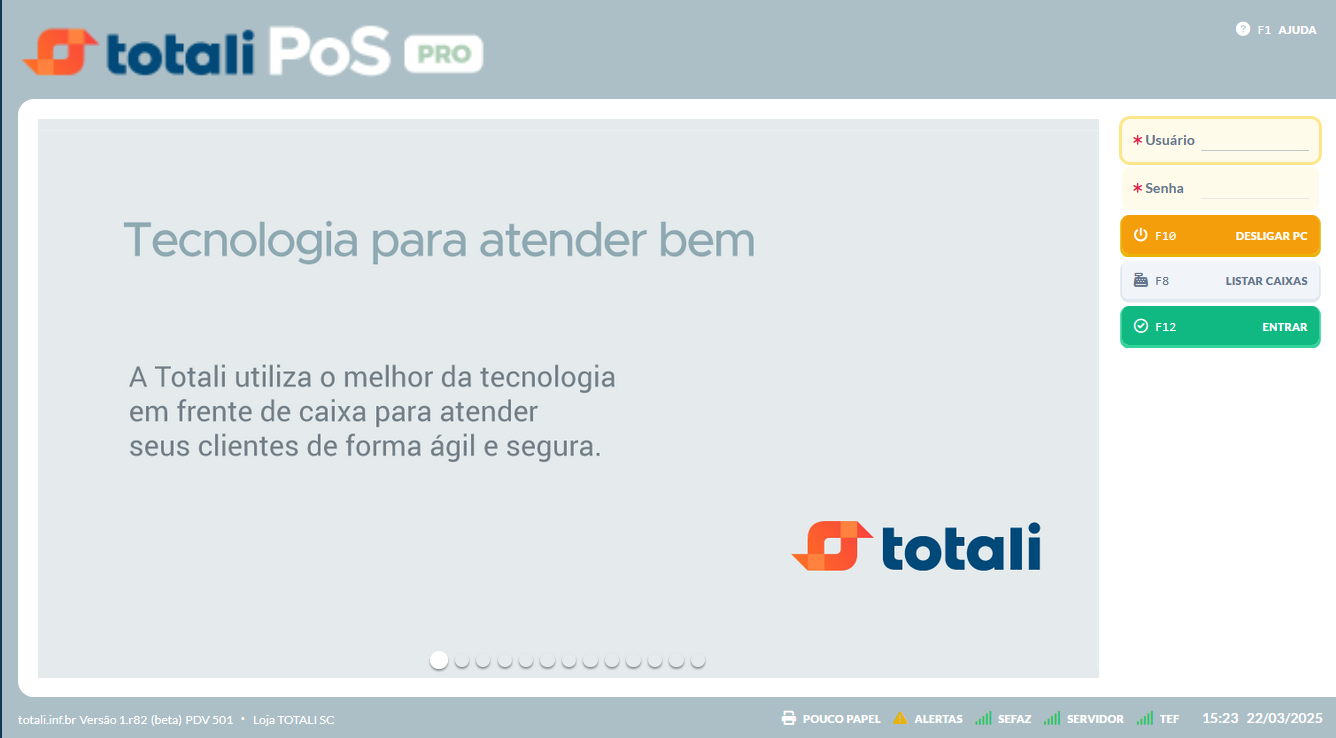 totali PoS PRO
F1 AJUDA
Tecnologia para atender bem
A Totali utiliza o melhor da tecnologia
em frente de caixa para atender
seus clientes de forma ágil e segura.
totali
* Usuário
* Senha
F10 DESLIGAR PC
F8 LISTAR CAIXAS
F12 ENTRAR
totali.inf.br Versão 1.r82 (beta) PDV 501 • Loja TOTALI SC
POUCO PAPEL ALERTAS SEFAZ SERVIDOR TEF 15:23 22/03/2025